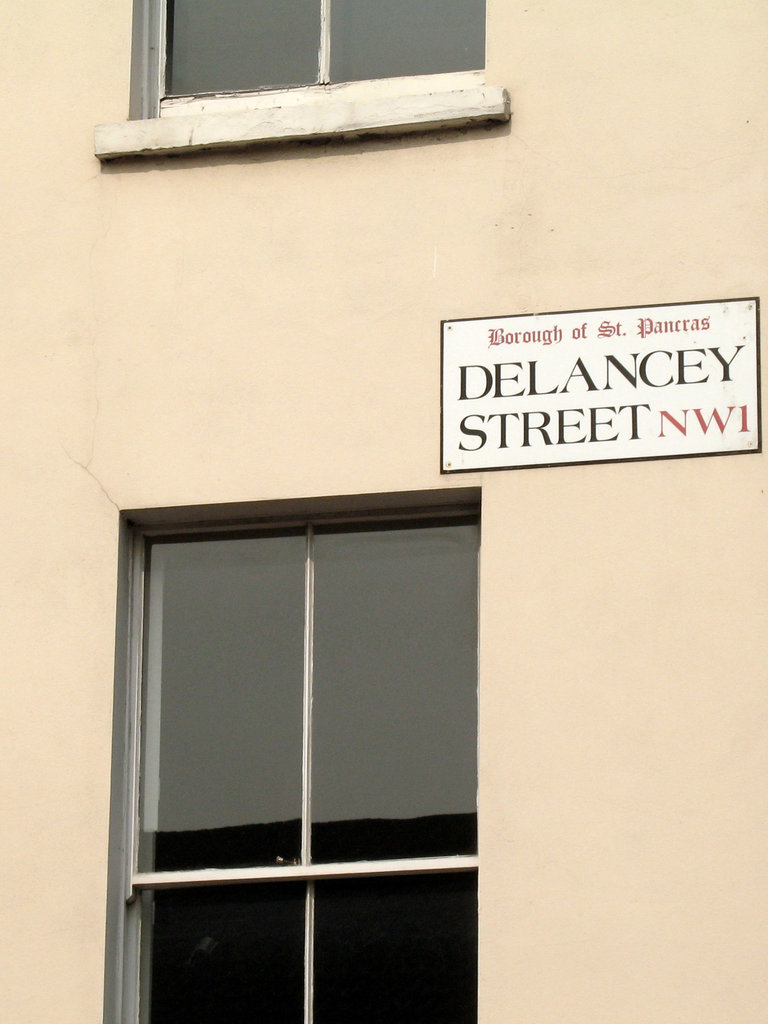 Borough of St. Pancras
DELANCEY
STREET NW1